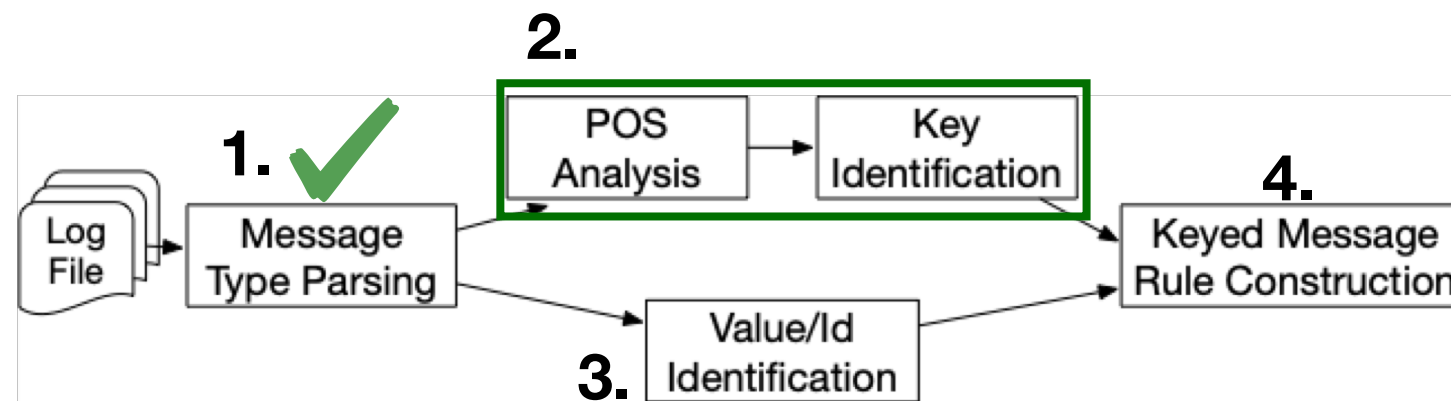 2.
POS
Analysis
Key
Identification
1.
4.
Log
File
Message
Type Parsing
Keyed Message
Rule Construction
Value/Id
Identification
3.